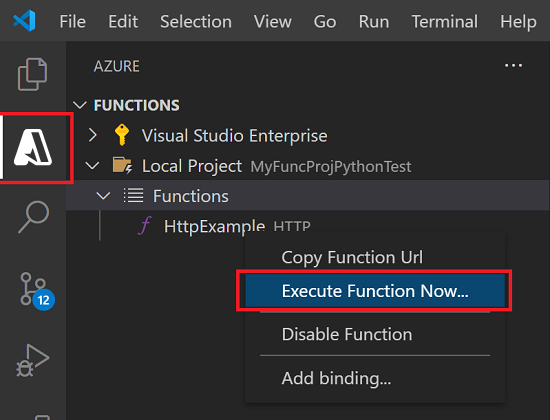 File Edit Selection View Go Run Terminal Help
AZURE
FUNCTIONS
Visual Studio Enterprise
Local Project MyFuncProjPythonTest
Functions
HttpExample HTTP
Copy Function Url
Execute Function Now...
12
Disable Function
Add binding...